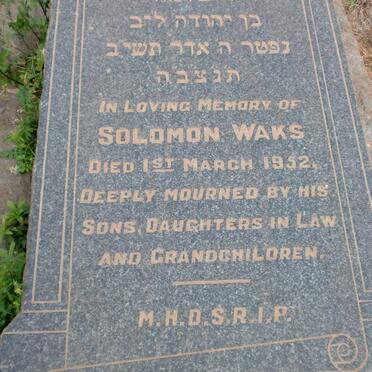 בן יהודה ליב
נפטר ה אדר תשי״ב
תנצבה
IN LOVING MEMORY OF
SOLOMON WAKS
DIED 1ST MARCH 1952.
DEEPLY MOURNED BY HIS
SONS, DAUGHTERS IN LAW
AND GRANDCHILDREN.
M.H.D.S.R.I.P.